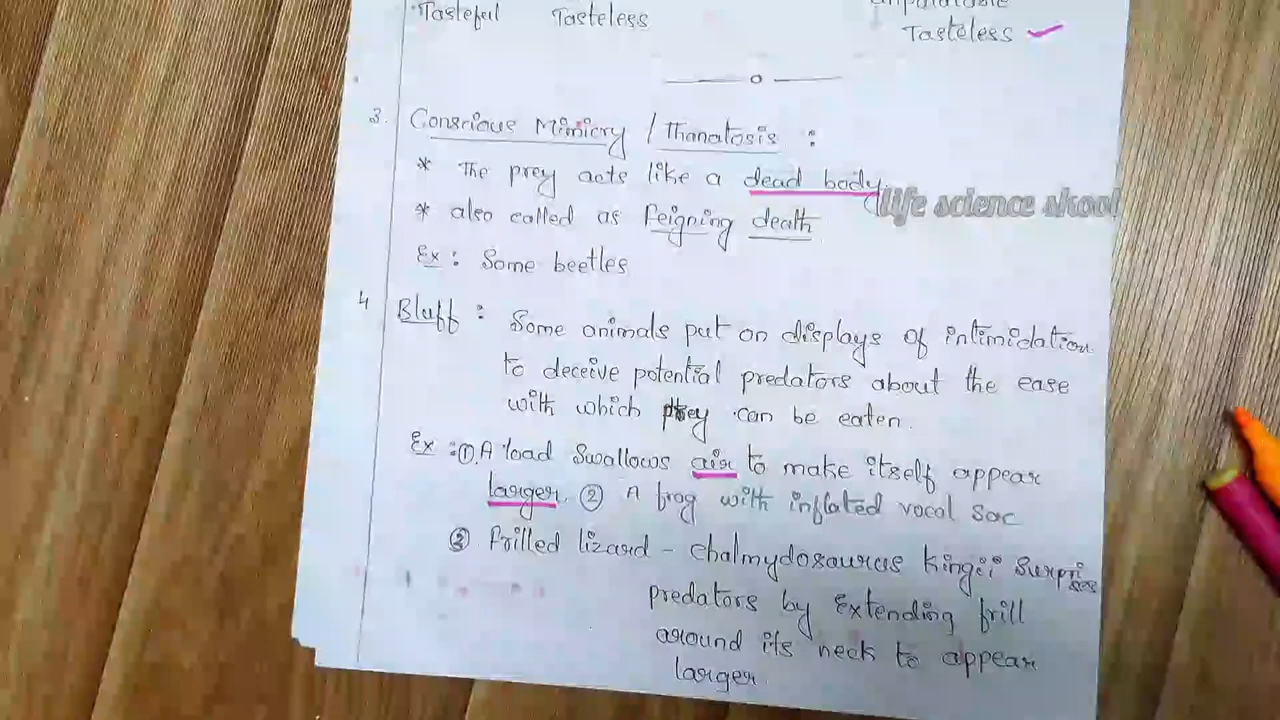 Tasteful Tasteless
Tasteless
3. Conscious Mimicry / Thanatosis :
* The prey acts like a dead body
life science skool
* also called as Feigning death
Ex : Some beetles
4 Bluff : Some animals put on displays of intimidation
to deceive potential predators about the ease
with which they can be eaten.
Ex : ① A toad swallows air to make itself appear
larger. ② A frog with inflated vocal sac
③ Frilled lizard - Chalmydosaurus kingii surprises
predators by extending frill
around its neck to appear
larger.